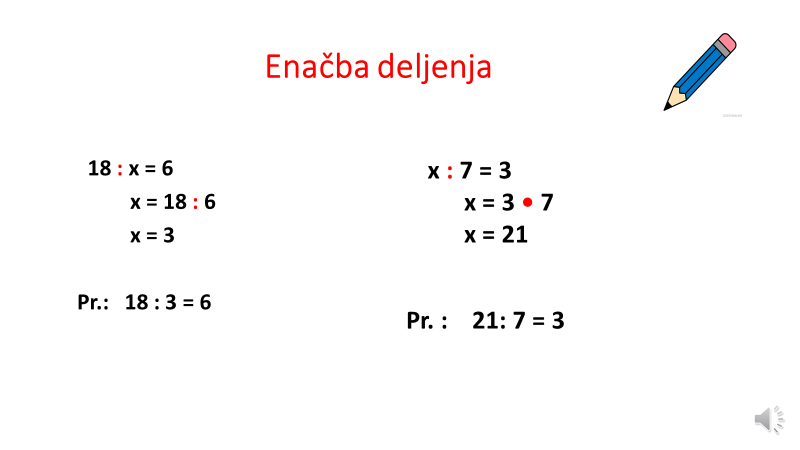 Enačba deljenja
18 : x = 6
x = 18 : 6
x = 3
Pr.: 18 : 3 = 6
x : 7 = 3
x = 3 • 7
x = 21
Pr. : 21: 7 = 3